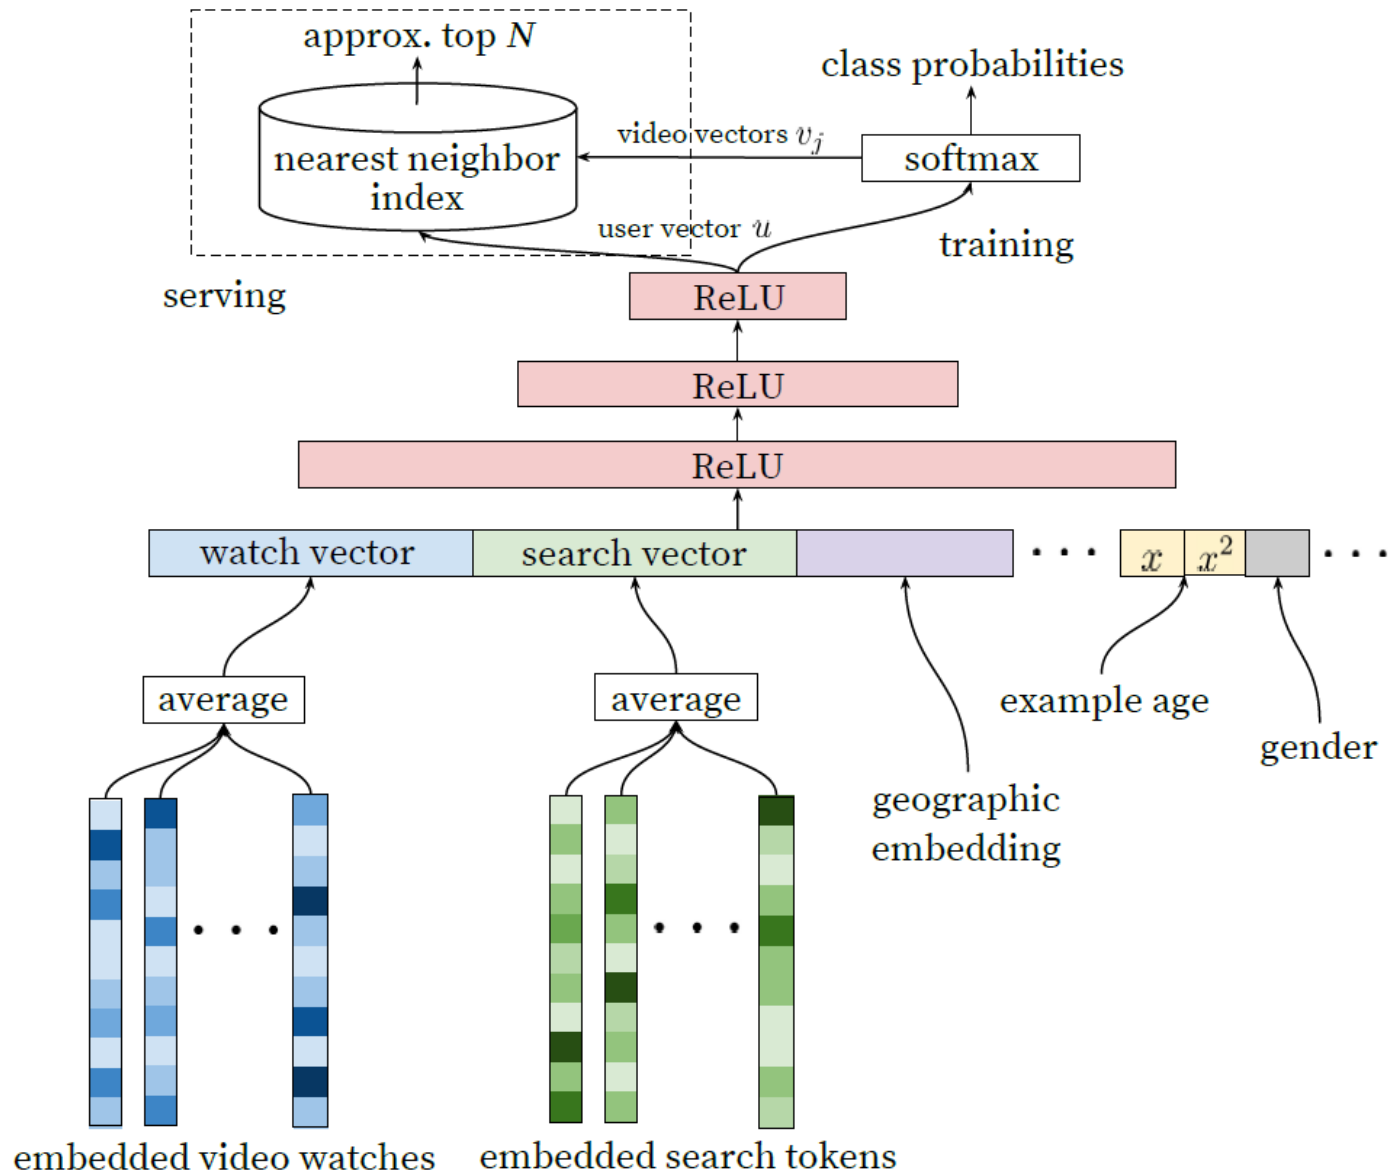 approx. top N
class probabilities
video vectors v_j
nearest neighbor
index
softmax
user vector u
training
serving
ReLU
ReLU
ReLU
watch vector
search vector
. . .
x
x²
. . .
average
average
example age
gender
geographic
embedding
. . .
. . .
embedded video watches
embedded search tokens